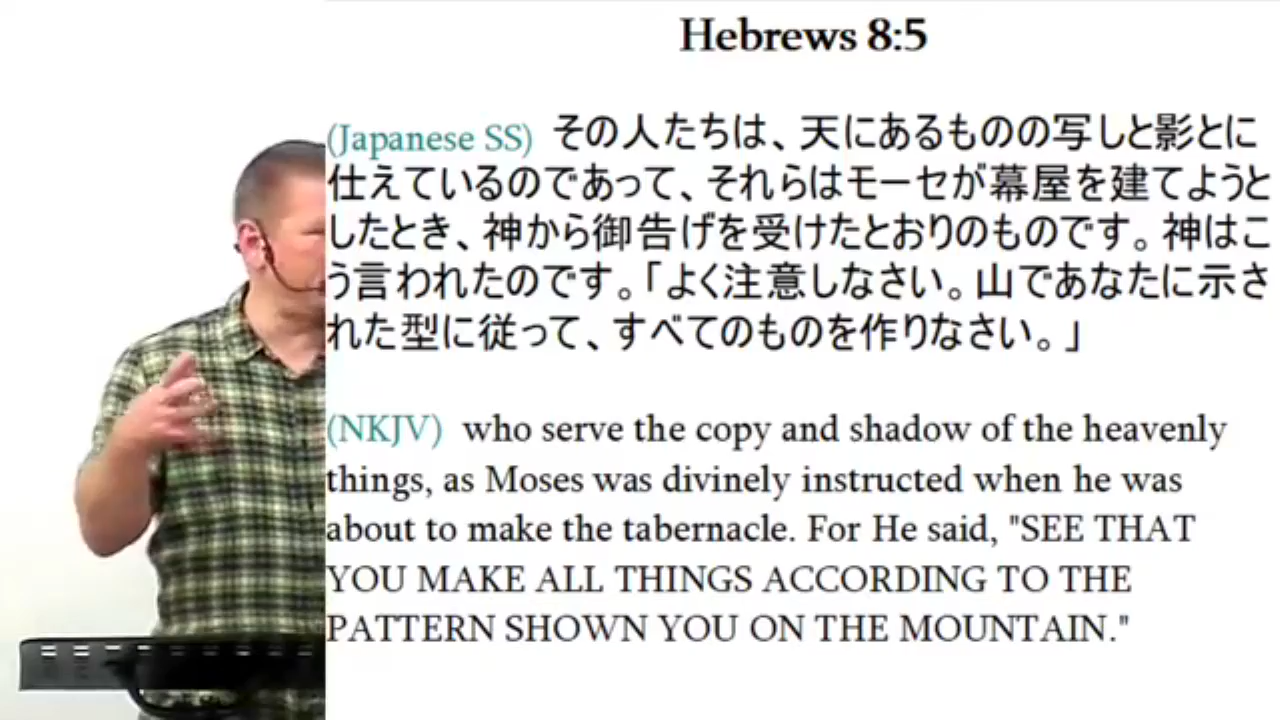 Hebrews 8:5
(Japanese SS) その人たちは、天にあるものの写しと影とに
仕えているのであって、それらはモーセが幕屋を建てようと
したとき、神から御告げを受けたとおりのものです。神はこ
う言われたのです。「よく注意しなさい。山であなたに示さ
れた型に従って、すべてのものを作りなさい。」
(NKJV) who serve the copy and shadow of the heavenly
things, as Moses was divinely instructed when he was
about to make the tabernacle. For He said, "SEE THAT
YOU MAKE ALL THINGS ACCORDING TO THE
PATTERN SHOWN YOU ON THE MOUNTAIN."